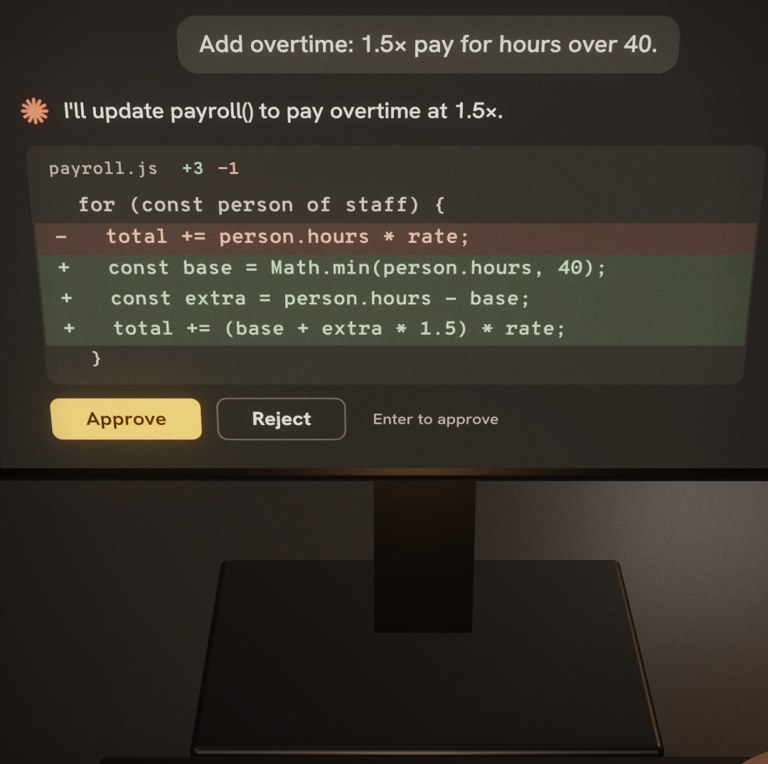 Add overtime: 1.5× pay for hours over 40.
I'll update payroll() to pay overtime at 1.5×.
payroll.js +3 −1
for (const person of staff) {
− total += person.hours * rate;
+ const base = Math.min(person.hours, 40);
+ const extra = person.hours − base;
+ total += (base + extra * 1.5) * rate;
}
Approve Reject Enter to approve